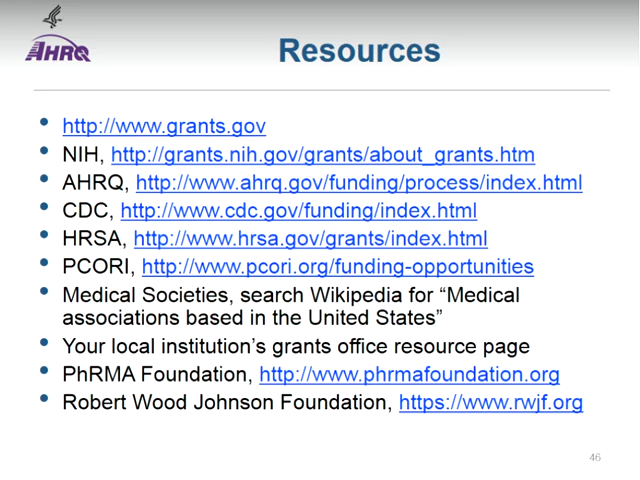 AHRQ
Resources
• http://www.grants.gov
• NIH, http://grants.nih.gov/grants/about_grants.htm
• AHRQ, http://www.ahrq.gov/funding/process/index.html
• CDC, http://www.cdc.gov/funding/index.html
• HRSA, http://www.hrsa.gov/grants/index.html
• PCORI, http://www.pcori.org/funding-opportunities
• Medical Societies, search Wikipedia for “Medical
associations based in the United States”
• Your local institution’s grants office resource page
• PhRMA Foundation, http://www.phrmafoundation.org
• Robert Wood Johnson Foundation, https://www.rwjf.org
46